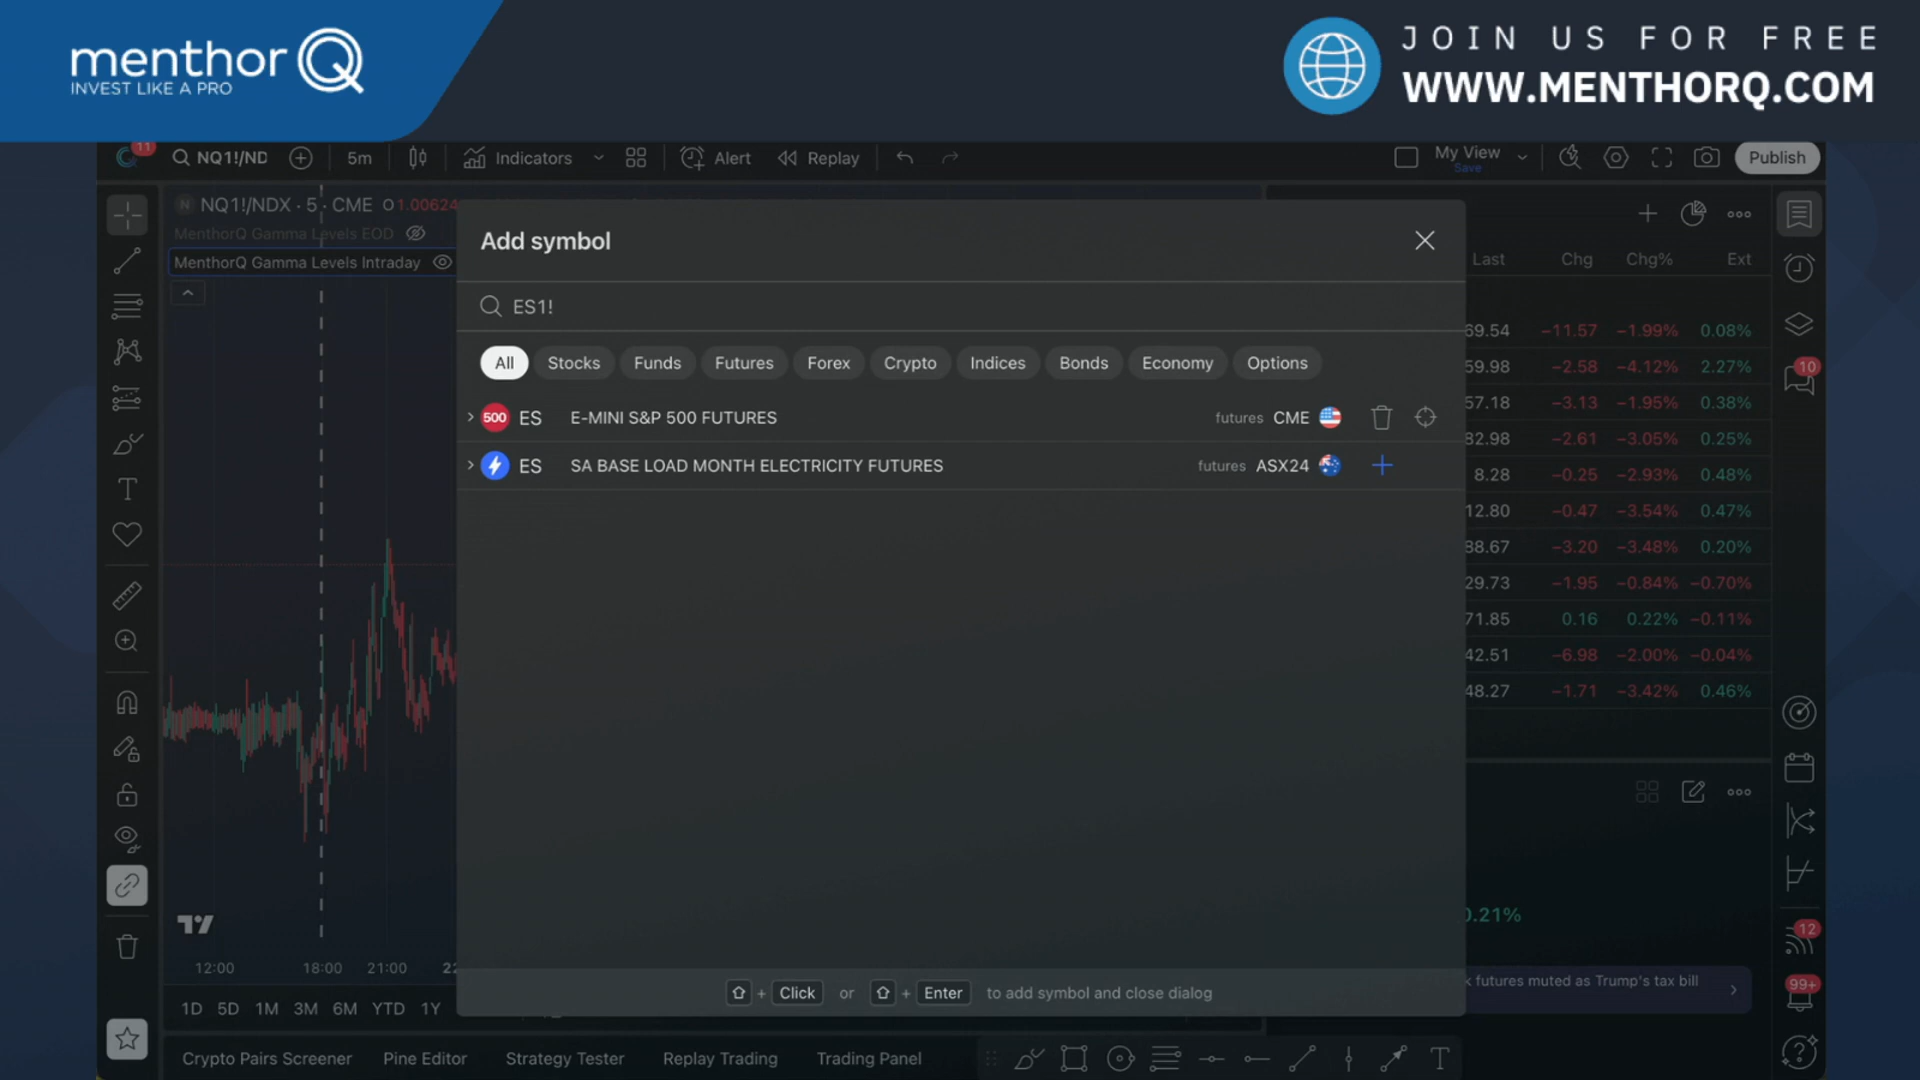 menthorQ
INVEST LIKE A PRO
JOIN US FOR FREE
WWW.MENTHORQ.COM
11
NQ1!/ND
5m
Indicators
Alert
Replay
My View
Save
Publish
N NQ1!/NDX · 5 · CME O1.00624
MenthorQ Gamma Levels EOD
MenthorQ Gamma Levels Intraday
Add symbol
ES1!
All Stocks Funds Futures Forex Crypto Indices Bonds Economy Options
500 ES E-MINI S&P 500 FUTURES futures CME
ES SA BASE LOAD MONTH ELECTRICITY FUTURES futures ASX24
Last Chg Chg% Ext
69.54 −11.57 −1.99% 0.08%
59.98 −2.58 −4.12% 2.27%
57.18 −3.13 −1.95% 0.38%
82.98 −2.61 −3.05% 0.25%
8.28 −0.25 −2.93% 0.48%
12.80 −0.47 −3.54% 0.47%
88.67 −3.20 −3.48% 0.20%
29.73 −1.95 −0.84% −0.70%
71.85 0.16 0.22% −0.11%
42.51 −6.98 −2.00% −0.04%
48.27 −1.71 −3.42% 0.46%
10
0.21%
12
futures muted as Trump's tax bill
99+
12:00 18:00 21:00 22
+ Click or + Enter to add symbol and close dialog
1D 5D 1M 3M 6M YTD 1Y
Crypto Pairs Screener Pine Editor Strategy Tester Replay Trading Trading Panel